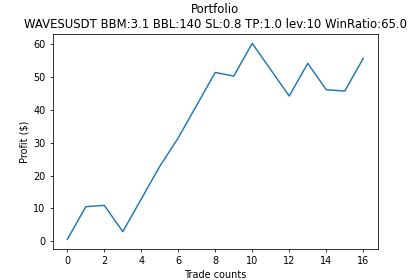 Portfolio
WAVESUSDT BBM:3.1 BBL:140 SL:0.8 TP:1.0 lev:10 WinRatio:65.0
60
50
40
30
20
10
0
Profit ($)
0 2 4 6 8 10 12 14 16
Trade counts